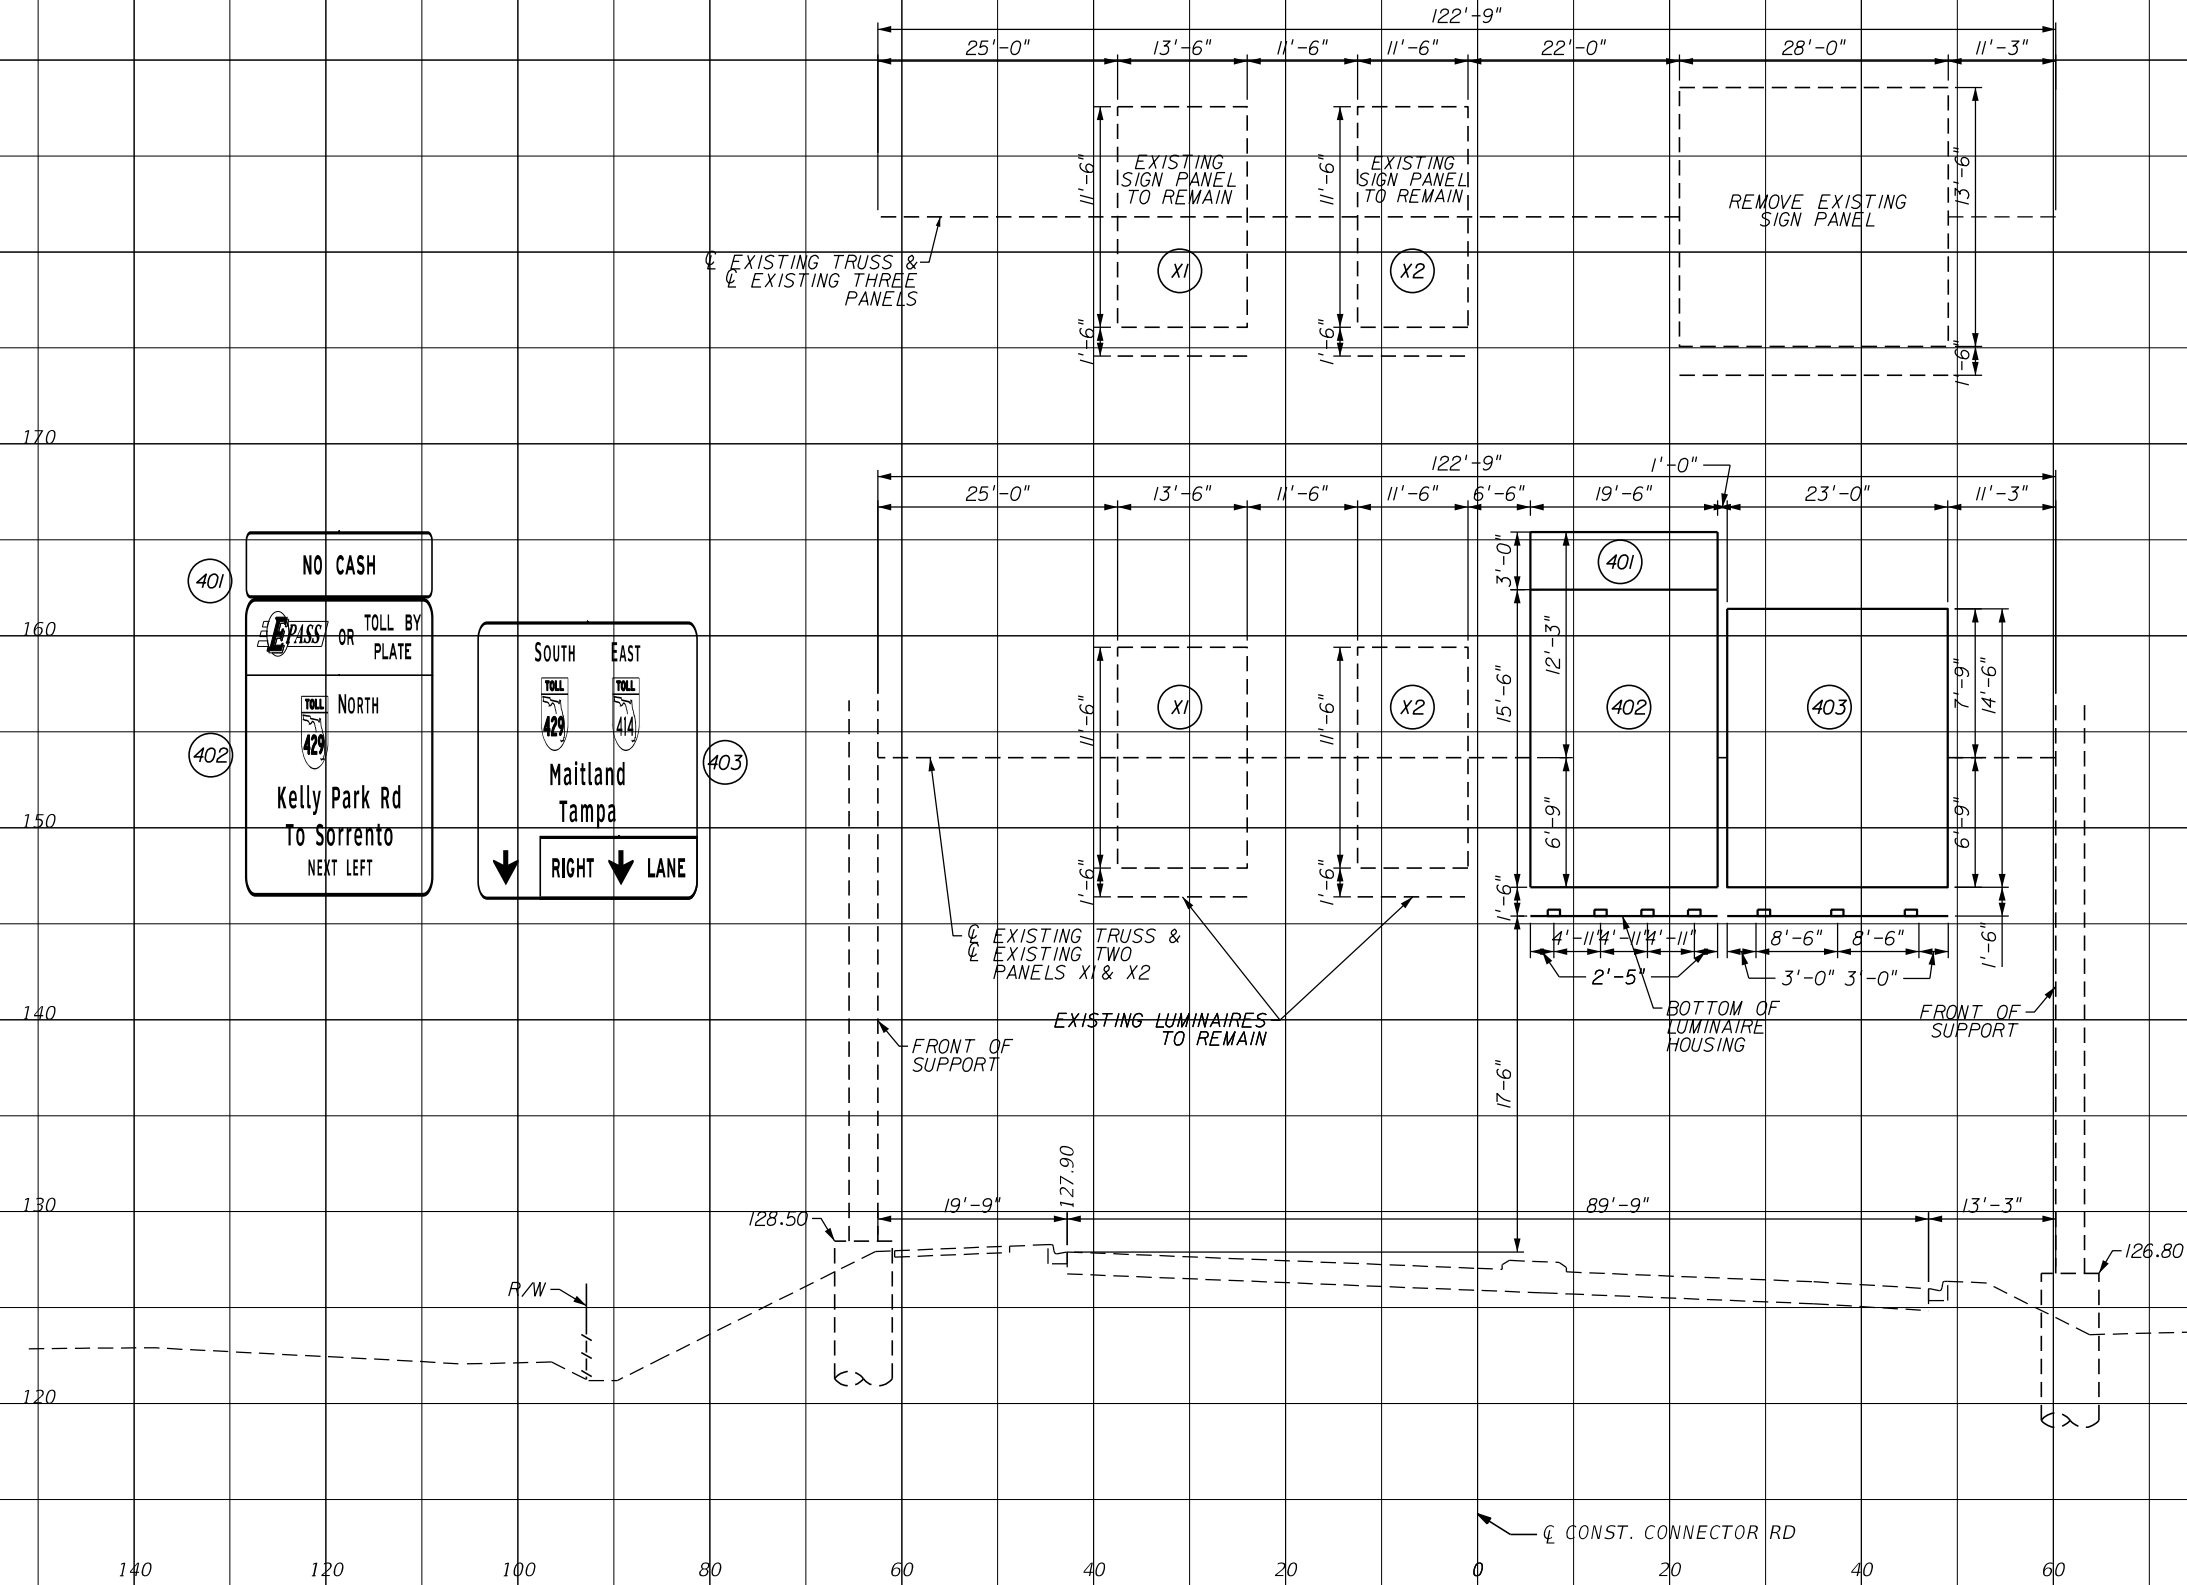 122'-9"
25'-0" 13'-6" 11'-6" 11'-6" 22'-0" 28'-0" 11'-3"
11'-6"
EXISTING
SIGN PANEL
TO REMAIN
11'-6"
EXISTING
SIGN PANEL
TO REMAIN
REMOVE EXISTING
SIGN PANEL
13'-6"
℄ EXISTING TRUSS &
℄ EXISTING THREE
PANELS
X1
X2
1'-6"
1'-6"
1'-6"
170
122'-9"
1'-0"
25'-0" 13'-6" 11'-6" 11'-6" 6'-6" 19'-6" 23'-0" 11'-3"
401
NO CASH
3'-0"
401
160
E PASS OR TOLL BY
PLATE
TOLL
429
NORTH
402
Kelly Park Rd
To Sorrento
NEXT LEFT
SOUTH EAST
TOLL
429
TOLL
414
Maitland
Tampa
RIGHT LANE
403
11'-6"
X1
11'-6"
X2
15'-6"
12'-3"
402
403
7'-9"
14'-6"
150
6'-9"
6'-9"
1'-6"
1'-6"
1'-6"
1'-6"
4'-11" 4'-11" 4'-11"
2'-5"
8'-6" 8'-6"
3'-0" 3'-0"
℄ EXISTING TRUSS &
℄ EXISTING TWO
PANELS X1 & X2
140
EXISTING LUMINAIRES
TO REMAIN
FRONT OF
SUPPORT
BOTTOM OF
LUMINAIRE
HOUSING
FRONT OF
SUPPORT
17'-6"
130
128.50
19'-9"
127.90
89'-9"
13'-3"
126.80
R/W
120
℄ CONST. CONNECTOR RD
140 120 100 80 60 40 20 0 20 40 60